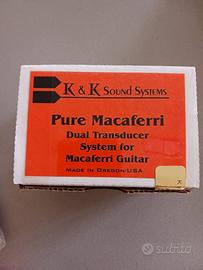 K & K Sound Systems
Pure Macaferri
Dual Transducer
System for
Macaferri Guitar
Made in Oregon/USA
subito